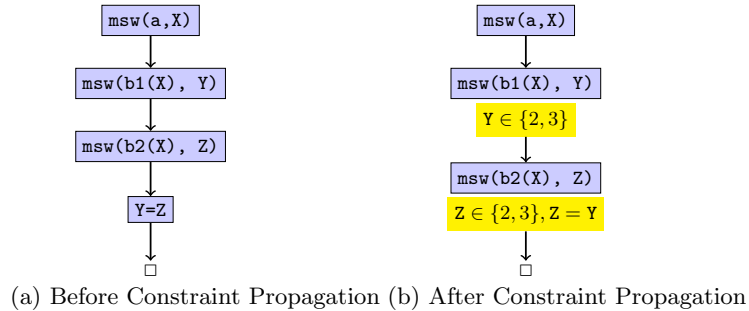 msw(a,X)
msw(b1(X), Y)
msw(b2(X), Z)
Y=Z
□
(a) Before Constraint Propagation
msw(a,X)
msw(b1(X), Y)
Y ∈ {2, 3}
msw(b2(X), Z)
Z ∈ {2, 3}, Z = Y
□
(b) After Constraint Propagation